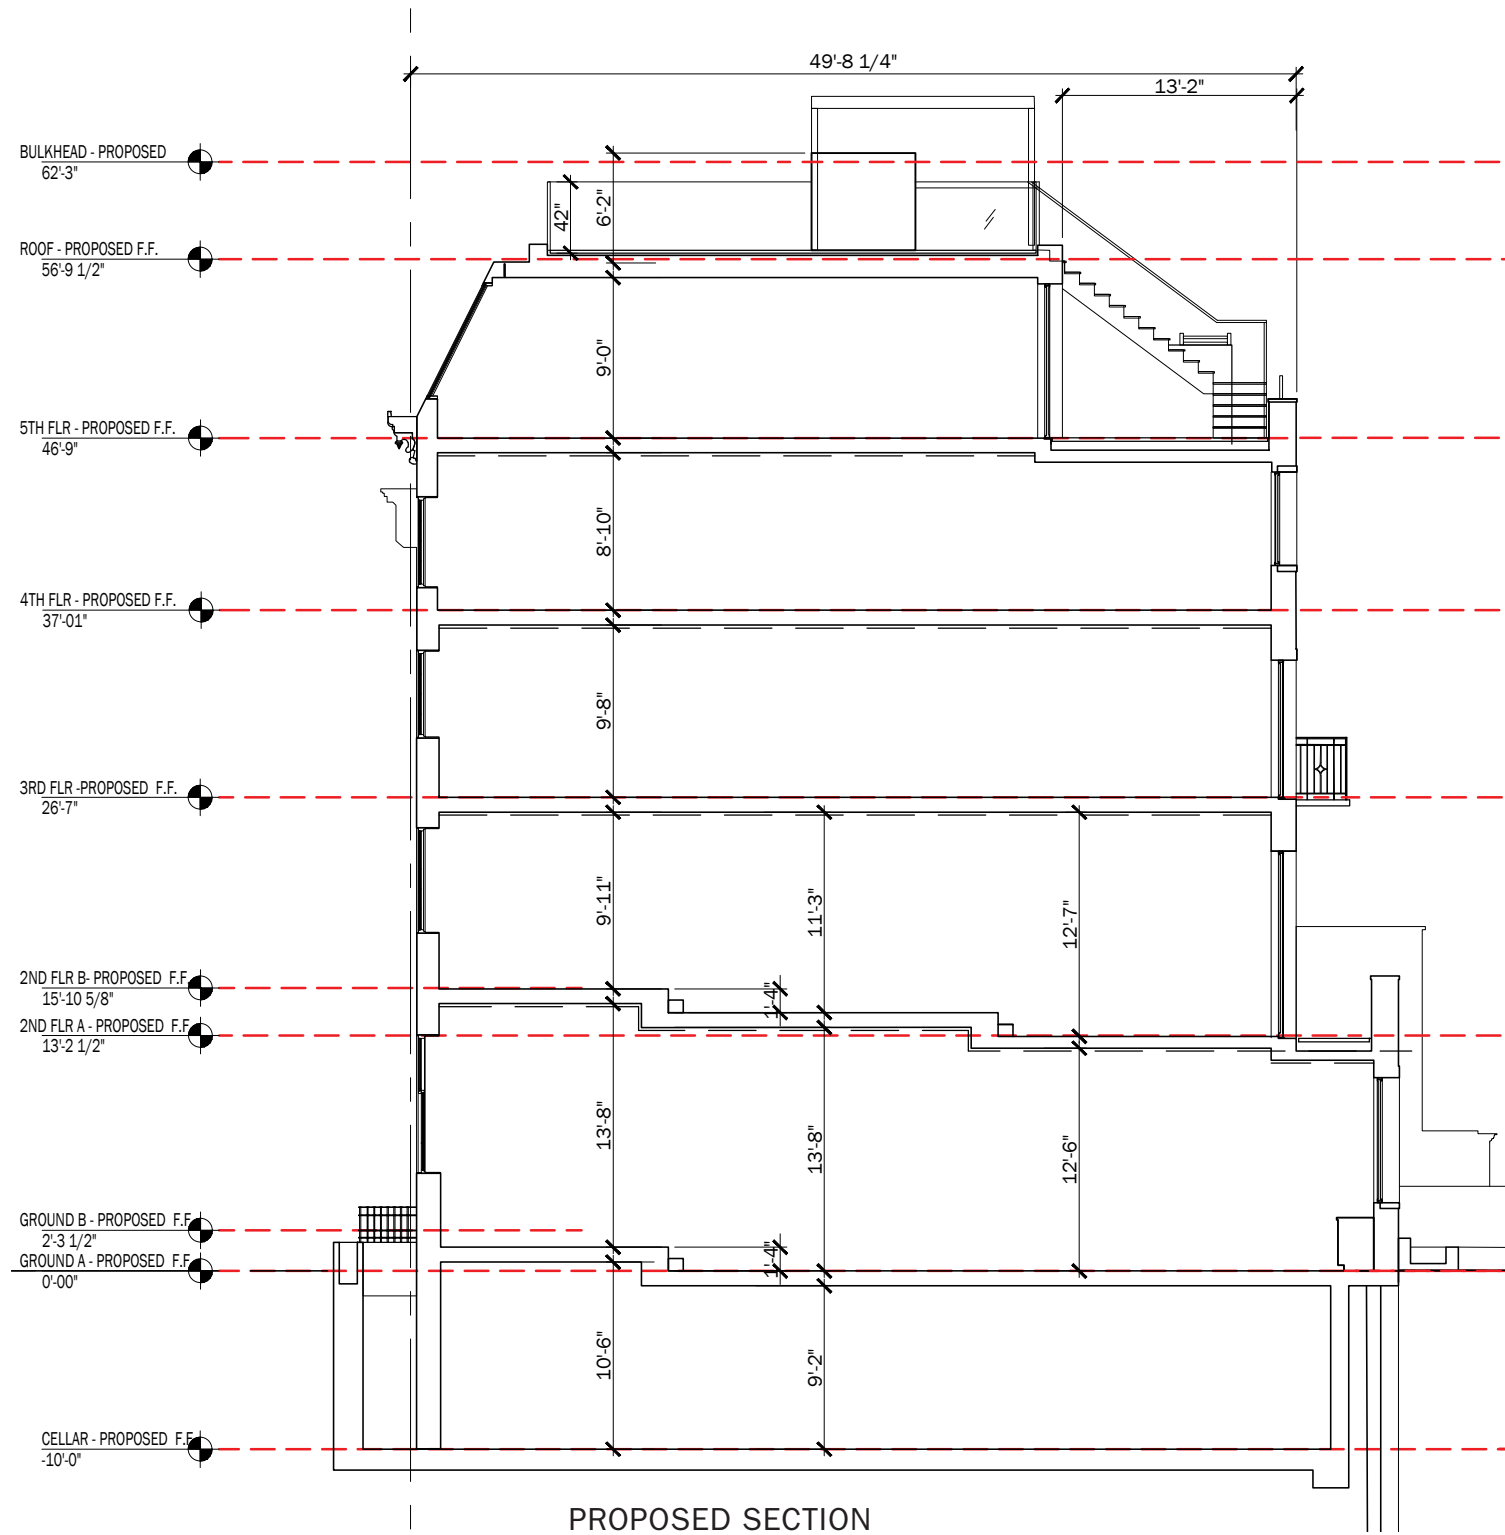 49'-8 1/4"
13'-2"
BULKHEAD - PROPOSED
62'-3"
6'-2"
42"
ROOF - PROPOSED F.F.
56'-9 1/2"
9'-0"
5TH FLR - PROPOSED F.F.
46'-9"
8'-10"
4TH FLR - PROPOSED F.F.
37'-01"
9'-8"
3RD FLR -PROPOSED F.F.
26'-7"
9'-11"
11'-3"
12'-7"
2ND FLR B- PROPOSED F.F.
15'-10 5/8"
1'-4"
2ND FLR A - PROPOSED F.F.
13'-2 1/2"
13'-8"
13'-8"
12'-6"
GROUND B - PROPOSED F.F.
2'-3 1/2"
1'-4"
GROUND A - PROPOSED F.F.
0'-00"
10'-6"
9'-2"
CELLAR - PROPOSED F.F.
-10'-0"
PROPOSED SECTION